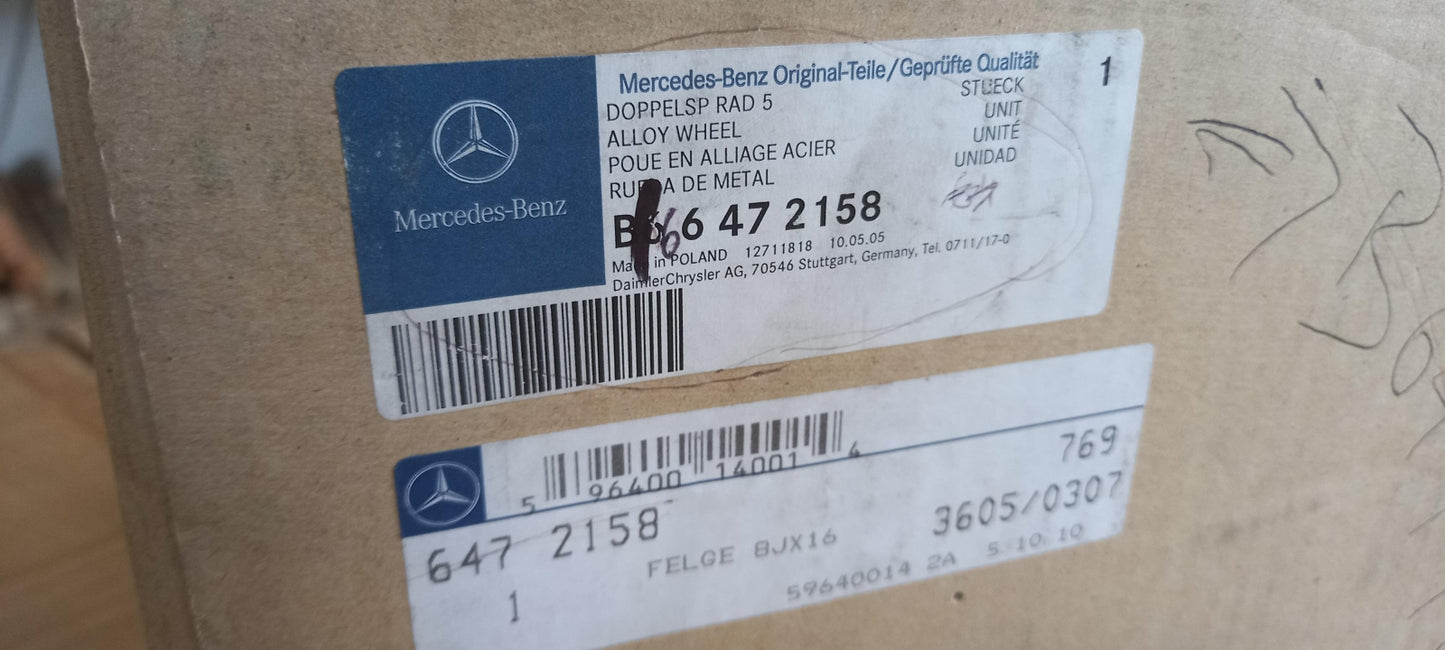 Mercedes-Benz
Mercedes-Benz Original-Teile/Geprüfte Qualität
1
DOPPELSP RAD 5
STUECK
ALLOY WHEEL
UNIT
POUE EN ALLIAGE ACIER
UNITÉ
A DE METAL
UNIDAD
6 47 2158
in POLAND 12711818 10.05.05
DaimlerChrysler AG, 70546 Stuttgart, Germany, Tel. 0711/17-0
5 96400 14001 4
769
647 2158
FELGE 8JX16
3605/0307
1
59640014 2A 5.10.10